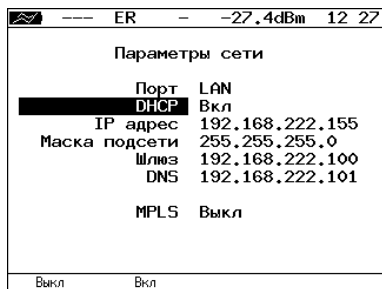 --- ER - -27.4dBm 12 27
Параметры сети
Порт LAN
DHCP Вкл
IP адрес 192.168.222.155
Маска подсети 255.255.255.0
Шлюз 192.168.222.100
DNS 192.168.222.101
MPLS Выкл
Выкл Вкл